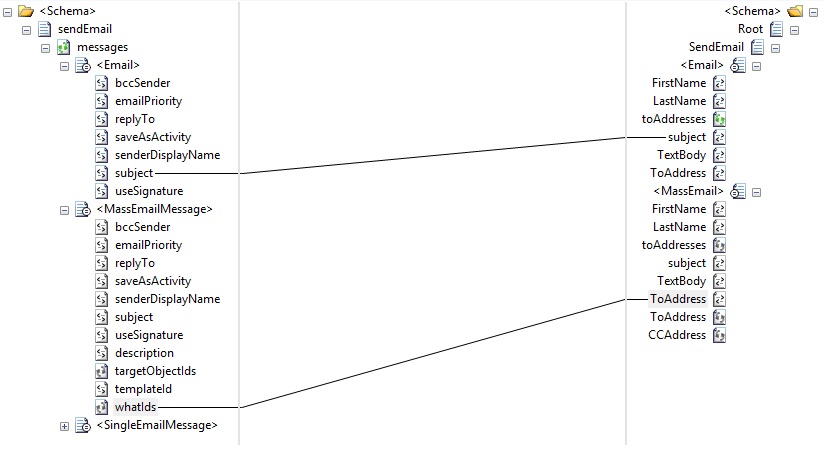 <Schema>
sendEmail
messages
<Email>
bccSender
emailPriority
replyTo
saveAsActivity
senderDisplayName
subject
useSignature
<MassEmailMessage>
bccSender
emailPriority
replyTo
saveAsActivity
senderDisplayName
subject
useSignature
description
targetObjectIds
templateId
whatIds
<SingleEmailMessage>
<Schema>
Root
SendEmail
<Email>
FirstName
LastName
toAddresses
subject
TextBody
ToAddress
<MassEmail>
FirstName
LastName
toAddresses
subject
TextBody
ToAddress
ToAddress
CCAddress